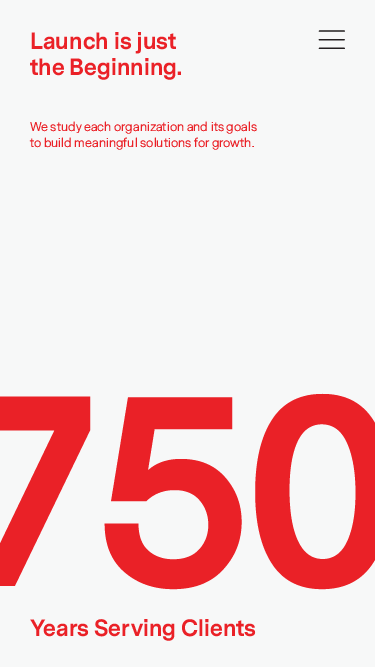 Launch is just
the Beginning.
We study each organization and its goals
to build meaningful solutions for growth.
750
Years Serving Clients